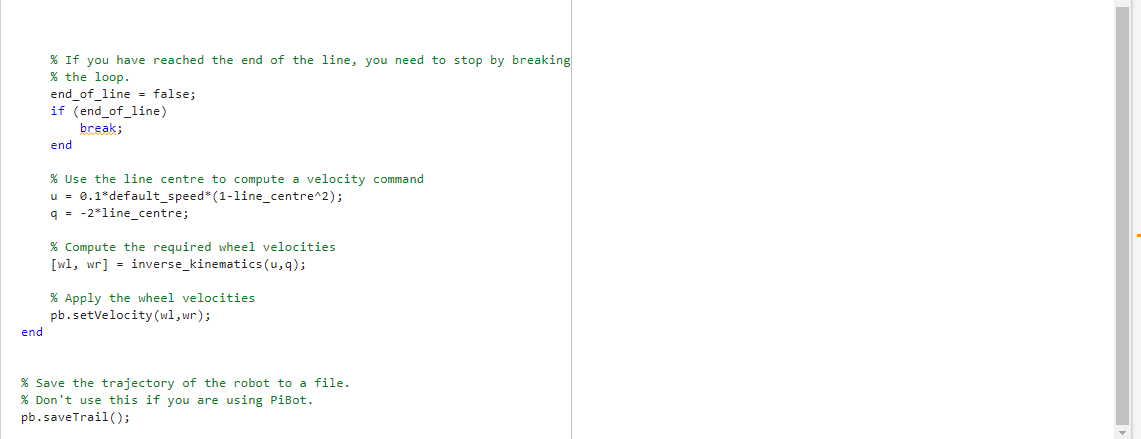 % If you have reached the end of the line, you need to stop by breaking
% the loop.
end_of_line = false;
if (end_of_line)
break;
end
% Use the line centre to compute a velocity command
u = 0.1*default_speed*(1-line_centre^2);
q = -2*line_centre;
% Compute the required wheel velocities
[wl, wr] = inverse_kinematics(u,q);
% Apply the wheel velocities
pb.setVelocity(wl,wr);
end
% Save the trajectory of the robot to a file.
% Don't use this if you are using PiBot.
pb.saveTrail();